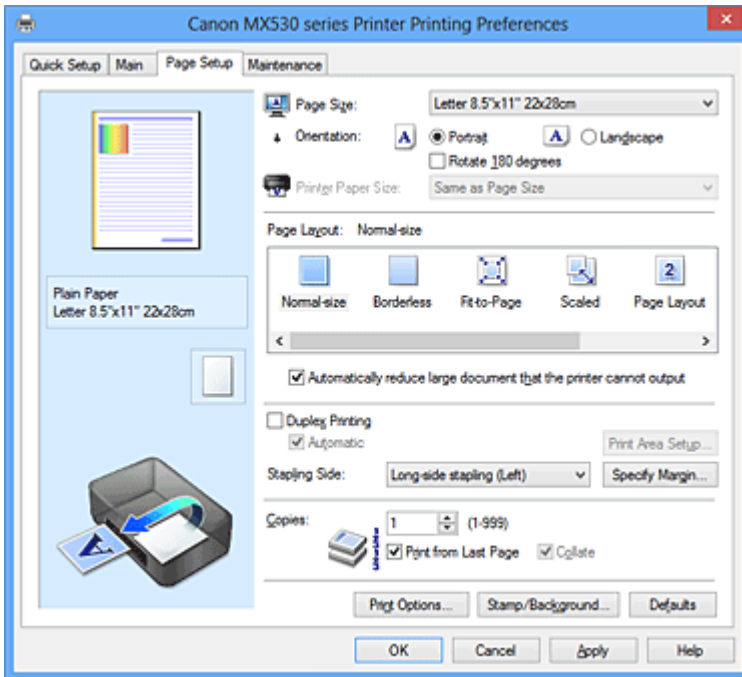 Canon MX530 series Printer Printing Preferences
Quick Setup Main Page Setup Maintenance
Page Size: Letter 8.5"x11" 22x28cm
Orientation: A Portrait A Landscape
Rotate 180 degrees
Printer Paper Size: Same as Page Size
Page Layout: Normal-size
2
Normal-size Borderless Fit-to-Page Scaled Page Layout
Plain Paper
Letter 8.5"x11" 22x28cm
Automatically reduce large document that the printer cannot output
Duplex Printing
Automatic Print Area Setup...
Stapling Side: Long-side stapling (Left) Specify Margin...
Copies: 1 (1-999)
Print from Last Page Collate
A
Print Options... Stamp/Background... Defaults
OK Cancel Apply Help